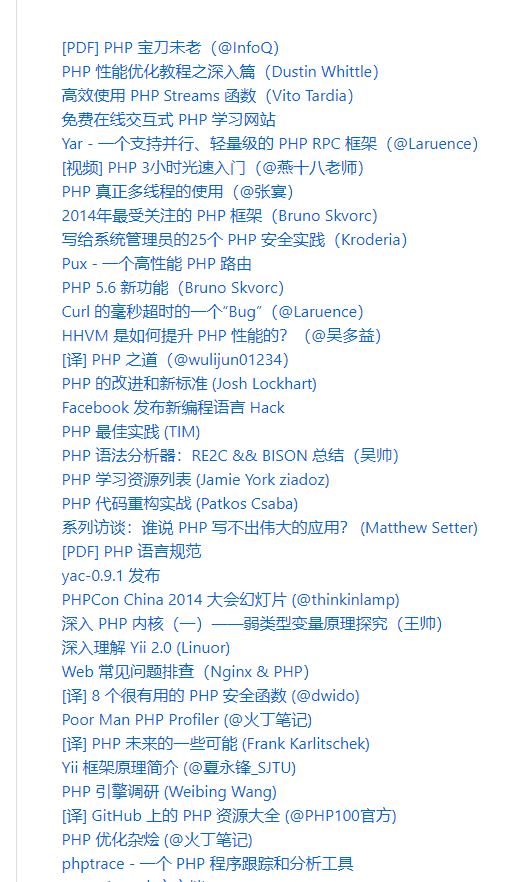 [PDF] PHP 宝刀未老（@InfoQ）
PHP 性能优化教程之深入篇（Dustin Whittle）
高效使用 PHP Streams 函数（Vito Tardia）
免费在线交互式 PHP 学习网站
Yar - 一个支持并行、轻量级的 PHP RPC 框架（@Laruence）
[视频] PHP 3小时光速入门（@燕十八老师）
PHP 真正多线程的使用（@张宴）
2014年最受关注的 PHP 框架（Bruno Skvorc）
写给系统管理员的25个 PHP 安全实践（Kroderia）
Pux - 一个高性能 PHP 路由
PHP 5.6 新功能（Bruno Skvorc）
Curl 的毫秒超时的一个“Bug”（@Laruence）
HHVM 是如何提升 PHP 性能的？（@吴多益）
[译] PHP 之道（@wulijun01234）
PHP 的改进和新标准 (Josh Lockhart)
Facebook 发布新编程语言 Hack
PHP 最佳实践 (TIM)
PHP 语法分析器：RE2C && BISON 总结（吴帅）
PHP 学习资源列表 (Jamie York ziadoz)
PHP 代码重构实战 (Patkos Csaba)
系列访谈：谁说 PHP 写不出伟大的应用？ (Matthew Setter)
[PDF] PHP 语言规范
yac-0.9.1 发布
PHPCon China 2014 大会幻灯片 (@thinkinlamp)
深入 PHP 内核（一）——弱类型变量原理探究（王帅）
深入理解 Yii 2.0 (Linuor)
Web 常见问题排查（Nginx & PHP）
[译] 8 个很有用的 PHP 安全函数 (@dwido)
Poor Man PHP Profiler (@火丁笔记)
[译] PHP 未来的一些可能 (Frank Karlitschek)
Yii 框架原理简介 (@夏永锋_SJTU)
PHP 引擎调研 (Weibing Wang)
[译] GitHub 上的 PHP 资源大全 (@PHP100官方)
PHP 优化杂烩 (@火丁笔记)
phptrace - 一个 PHP 程序跟踪和分析工具